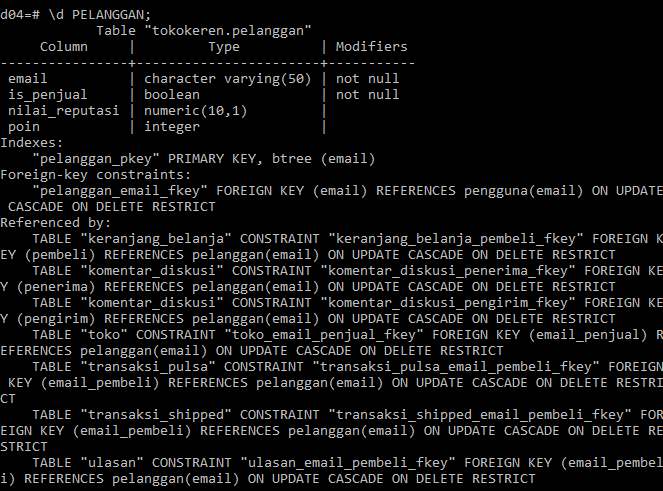 d04=# \d PELANGGAN;
            Table "tokokeren.pelanggan"
     Column     |         Type          | Modifiers
----------------+-----------------------+-----------
 email          | character varying(50) | not null
 is_penjual     | boolean               | not null
 nilai_reputasi | numeric(10,1)         |
 poin           | integer               |
Indexes:
    "pelanggan_pkey" PRIMARY KEY, btree (email)
Foreign-key constraints:
    "pelanggan_email_fkey" FOREIGN KEY (email) REFERENCES pengguna(email) ON UPDATE
 CASCADE ON DELETE RESTRICT
Referenced by:
    TABLE "keranjang_belanja" CONSTRAINT "keranjang_belanja_pembeli_fkey" FOREIGN K
EY (pembeli) REFERENCES pelanggan(email) ON UPDATE CASCADE ON DELETE RESTRICT
    TABLE "komentar_diskusi" CONSTRAINT "komentar_diskusi_penerima_fkey" FOREIGN KE
Y (penerima) REFERENCES pelanggan(email) ON UPDATE CASCADE ON DELETE RESTRICT
    TABLE "komentar_diskusi" CONSTRAINT "komentar_diskusi_pengirim_fkey" FOREIGN KE
Y (pengirim) REFERENCES pelanggan(email) ON UPDATE CASCADE ON DELETE RESTRICT
    TABLE "toko" CONSTRAINT "toko_email_penjual_fkey" FOREIGN KEY (email_penjual) R
EFERENCES pelanggan(email) ON UPDATE CASCADE ON DELETE RESTRICT
    TABLE "transaksi_pulsa" CONSTRAINT "transaksi_pulsa_email_pembeli_fkey" FOREIGN
 KEY (email_pembeli) REFERENCES pelanggan(email) ON UPDATE CASCADE ON DELETE RESTRI
CT
    TABLE "transaksi_shipped" CONSTRAINT "transaksi_shipped_email_pembeli_fkey" FOR
EIGN KEY (email_pembeli) REFERENCES pelanggan(email) ON UPDATE CASCADE ON DELETE RE
STRICT
    TABLE "ulasan" CONSTRAINT "ulasan_email_pembeli_fkey" FOREIGN KEY (email_pembel
i) REFERENCES pelanggan(email) ON UPDATE CASCADE ON DELETE RESTRICT